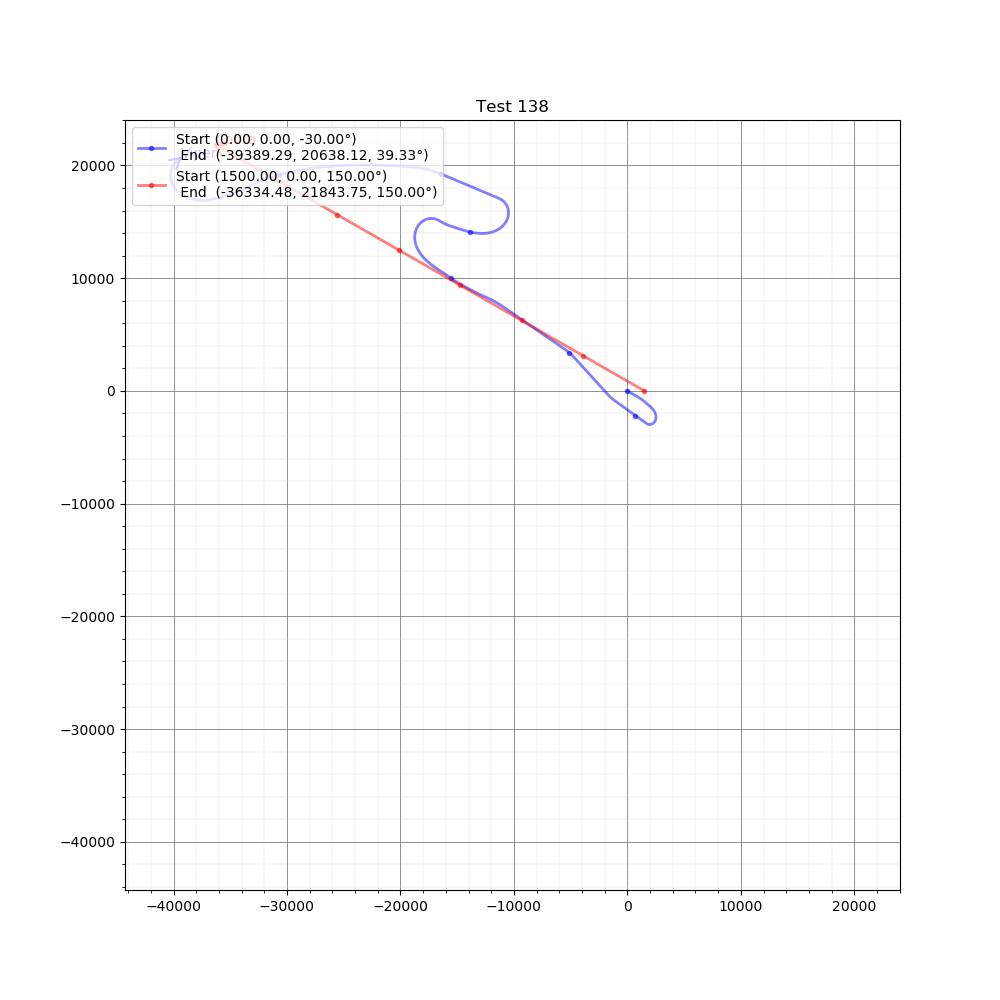 Test 138
Start (0.00, 0.00, -30.00°)
End (-39389.29, 20638.12, 39.33°)
Start (1500.00, 0.00, 150.00°)
End (-36334.48, 21843.75, 150.00°)
20000
10000
0
−10000
−20000
−30000
−40000
−40000 −30000 −20000 −10000 0 10000 20000